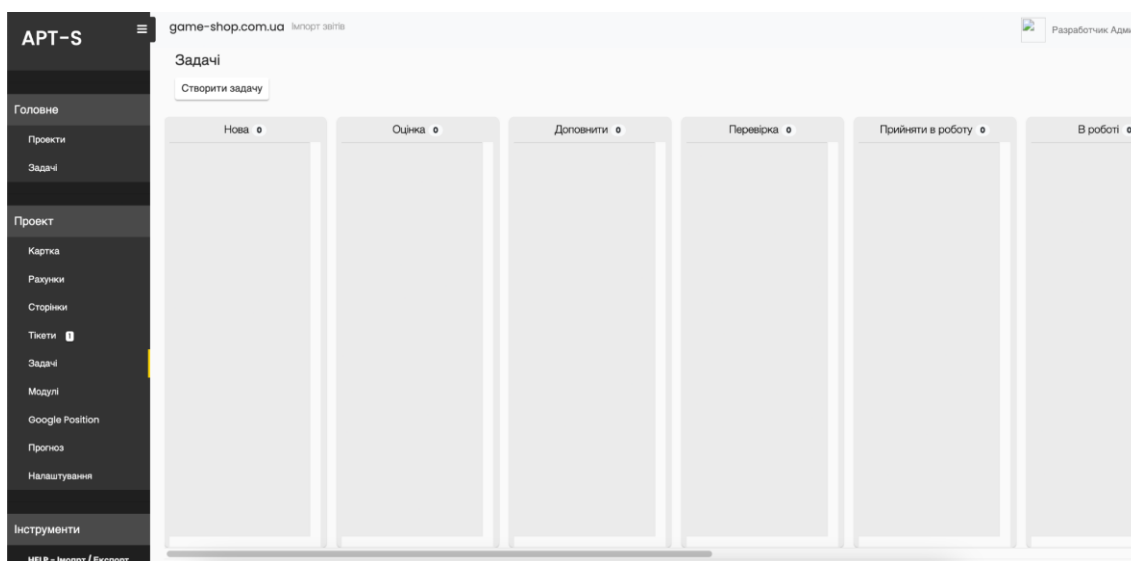 APT-S
game-shop.com.ua Імпорт звітів
Разработчик Адми
Задачі
Створити задачу
Головне
Проекти
Задачі
Проект
Картка
Рахунки
Сторінки
Тікети 1
Задачі
Модулі
Google Position
Прогноз
Налаштування
Інструменти
HELP - Імпорт / Експорт
Нова 0
Оцінка 0
Доповнити 0
Перевірка 0
Прийняти в роботу 0
В роботі 0